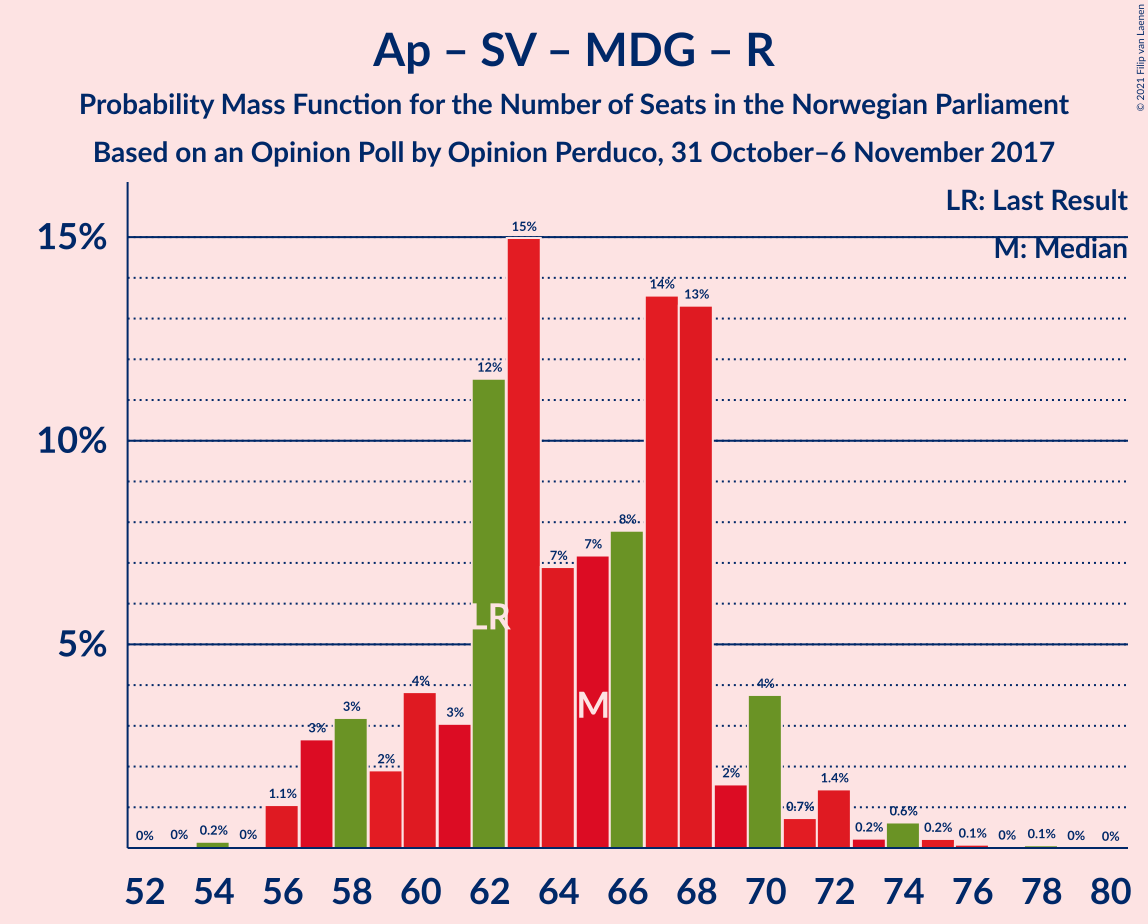 Ap – SV – MDG – R
Probability Mass Function for the Number of Seats in the Norwegian Parliament
Based on an Opinion Poll by Opinion Perduco, 31 October–6 November 2017
© 2021 Filip van Laenen
LR: Last Result
M: Median
15%
10%
5%
0% 0% 0.2% 0% 1.1% 3% 3% 2% 4% 3% 12% 15% 7% 7% 8% 14% 13% 2% 4% 0.7% 1.4% 0.2% 0.6% 0.2% 0.1% 0% 0.1% 0% 0%
LR
M
52 54 56 58 60 62 64 66 68 70 72 74 76 78 80